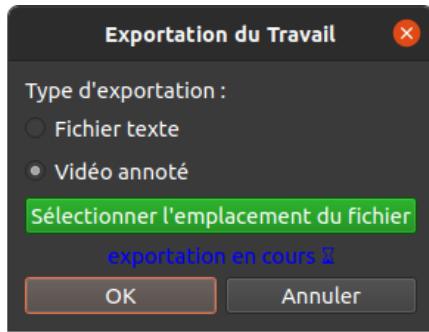 Exportation du Travail
Type d'exportation :
Fichier texte
Vidéo annoté
Sélectionner l'emplacement du fichier
exportation en cours ⌛
OK Annuler